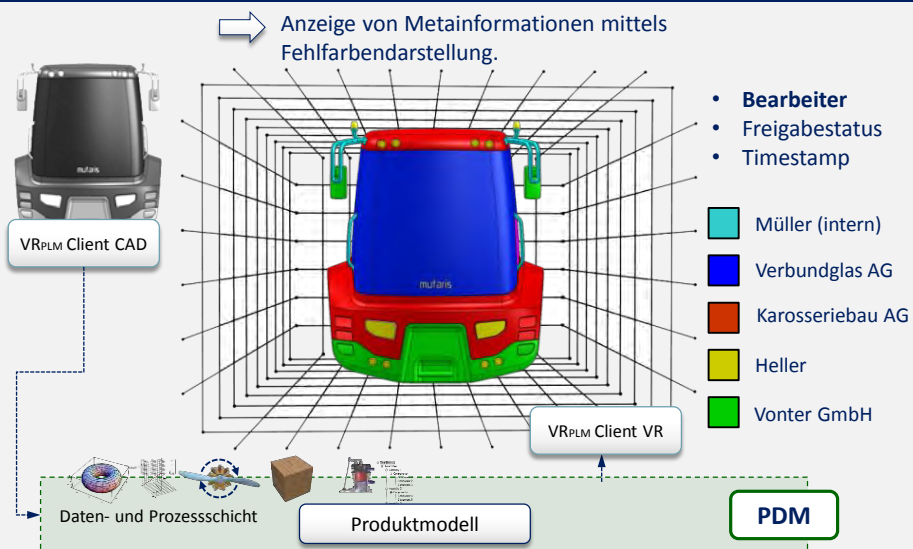 Anzeige von Metainformationen mittels
Fehlfarbendarstellung.
mutaris
VRPLM Client CAD
mutaris
• Bearbeiter
• Freigabestatus
• Timestamp
Müller (intern)
Verbundglas AG
Karosseriebau AG
Heller
Vonter GmbH
VRPLM Client VR
Daten- und Prozessschicht
Produktmodell
PDM